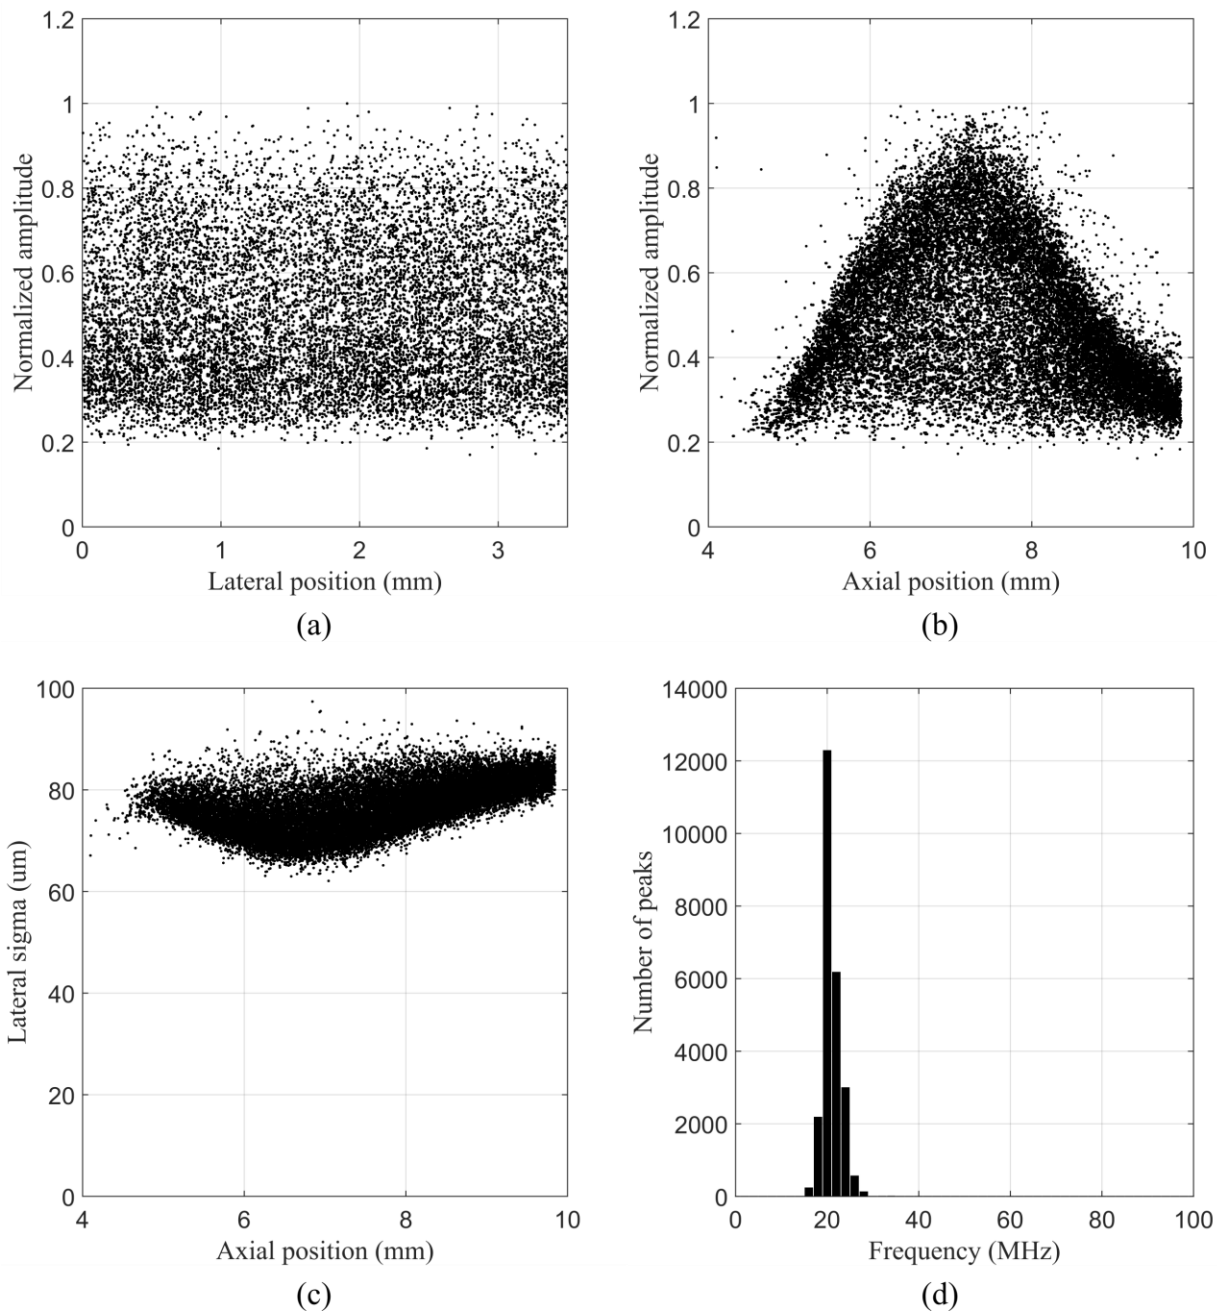 1.2
1
0.8
0.6
0.4
0.2
0
Normalized amplitude
0 1 2 3
Lateral position (mm)
(a)
1.2
1
0.8
0.6
0.4
0.2
0
Normalized amplitude
4 6 8 10
Axial position (mm)
(b)
100
80
60
40
20
0
Lateral sigma (um)
4 6 8 10
Axial position (mm)
(c)
14000
12000
10000
8000
6000
4000
2000
0
Number of peaks
0 20 40 60 80 100
Frequency (MHz)
(d)